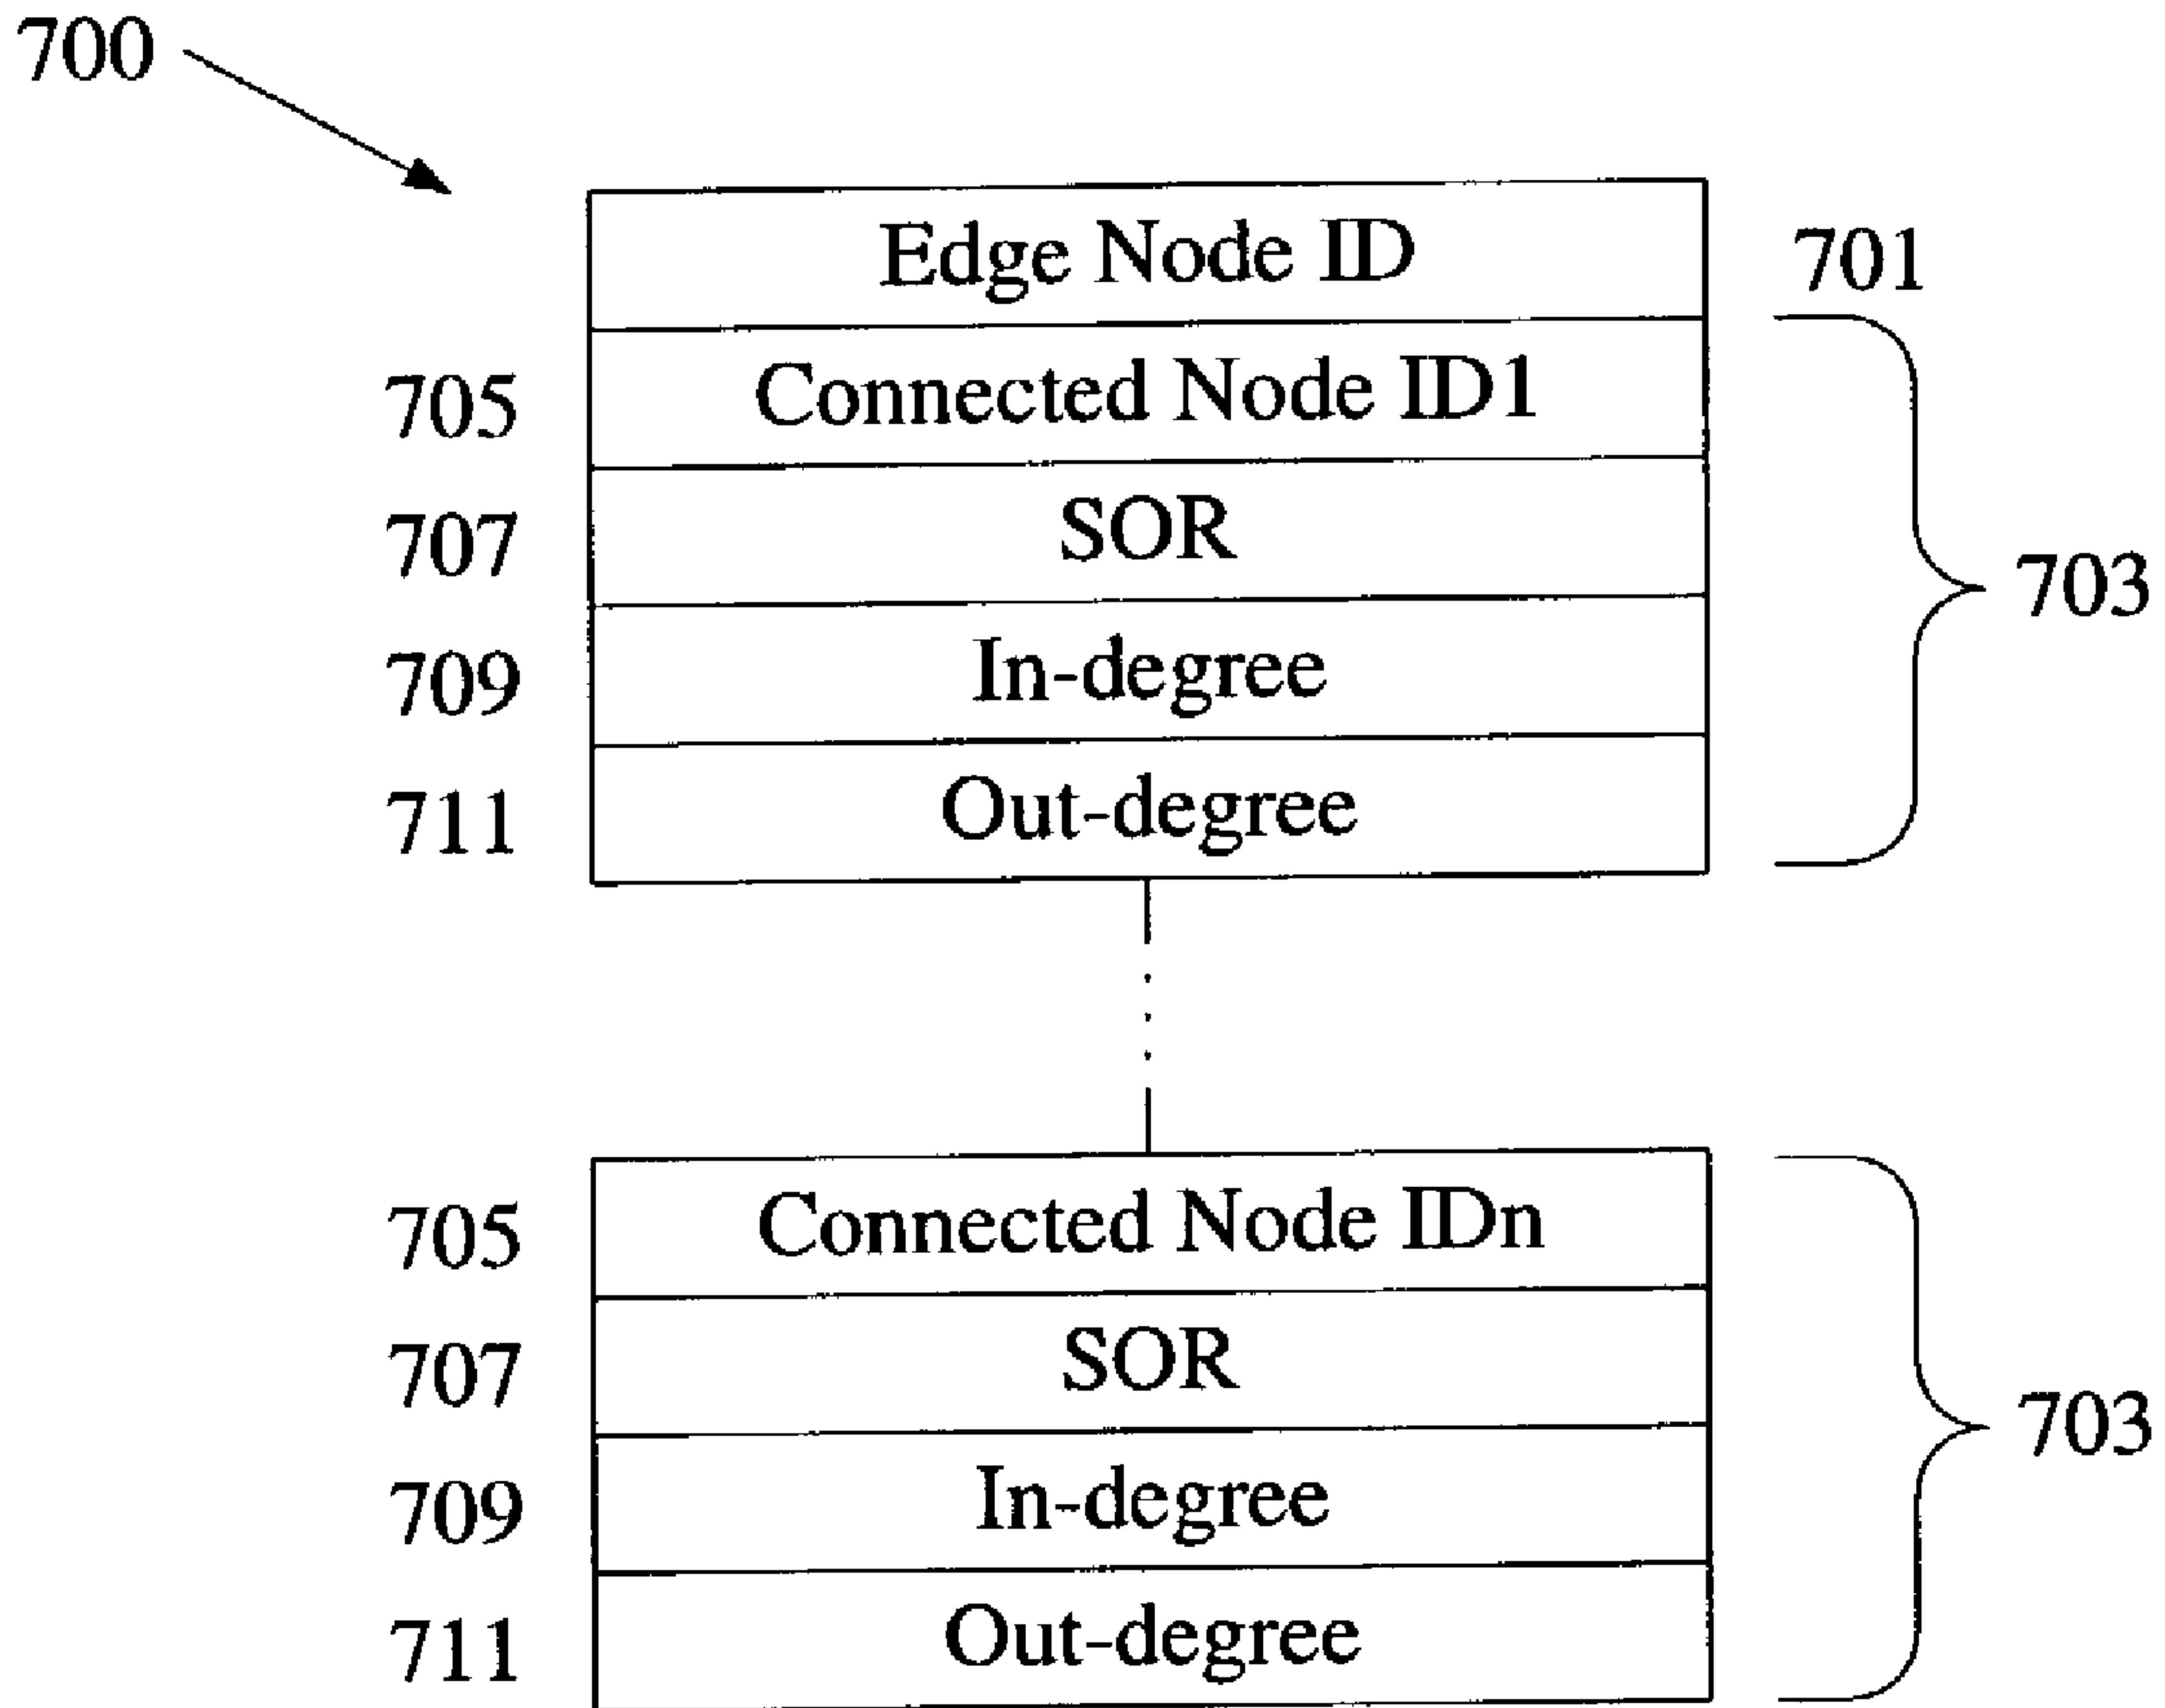 700
Edge Node ID 701
705 Connected Node ID1
707 SOR
703
709 In-degree
711 Out-degree
705 Connected Node IDn
707 SOR
703
709 In-degree
711 Out-degree